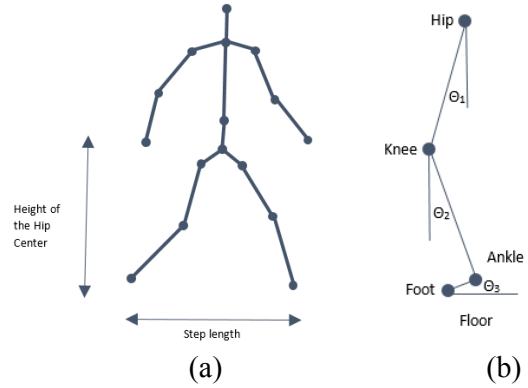 Height of
the Hip
Center
Step length
(a)
Hip
Θ1
Knee
Θ2
Ankle
Foot
Θ3
Floor
(b)